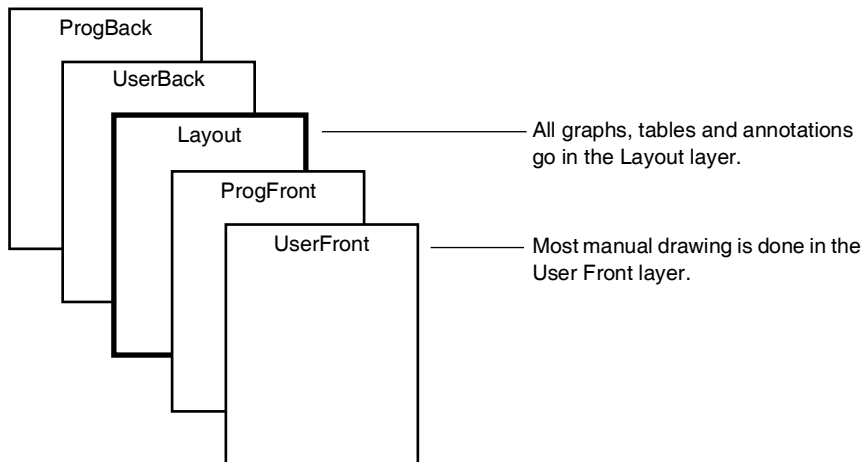 ProgBack
UserBack
Layout
All graphs, tables and annotations
go in the Layout layer.
ProgFront
UserFront
Most manual drawing is done in the
User Front layer.